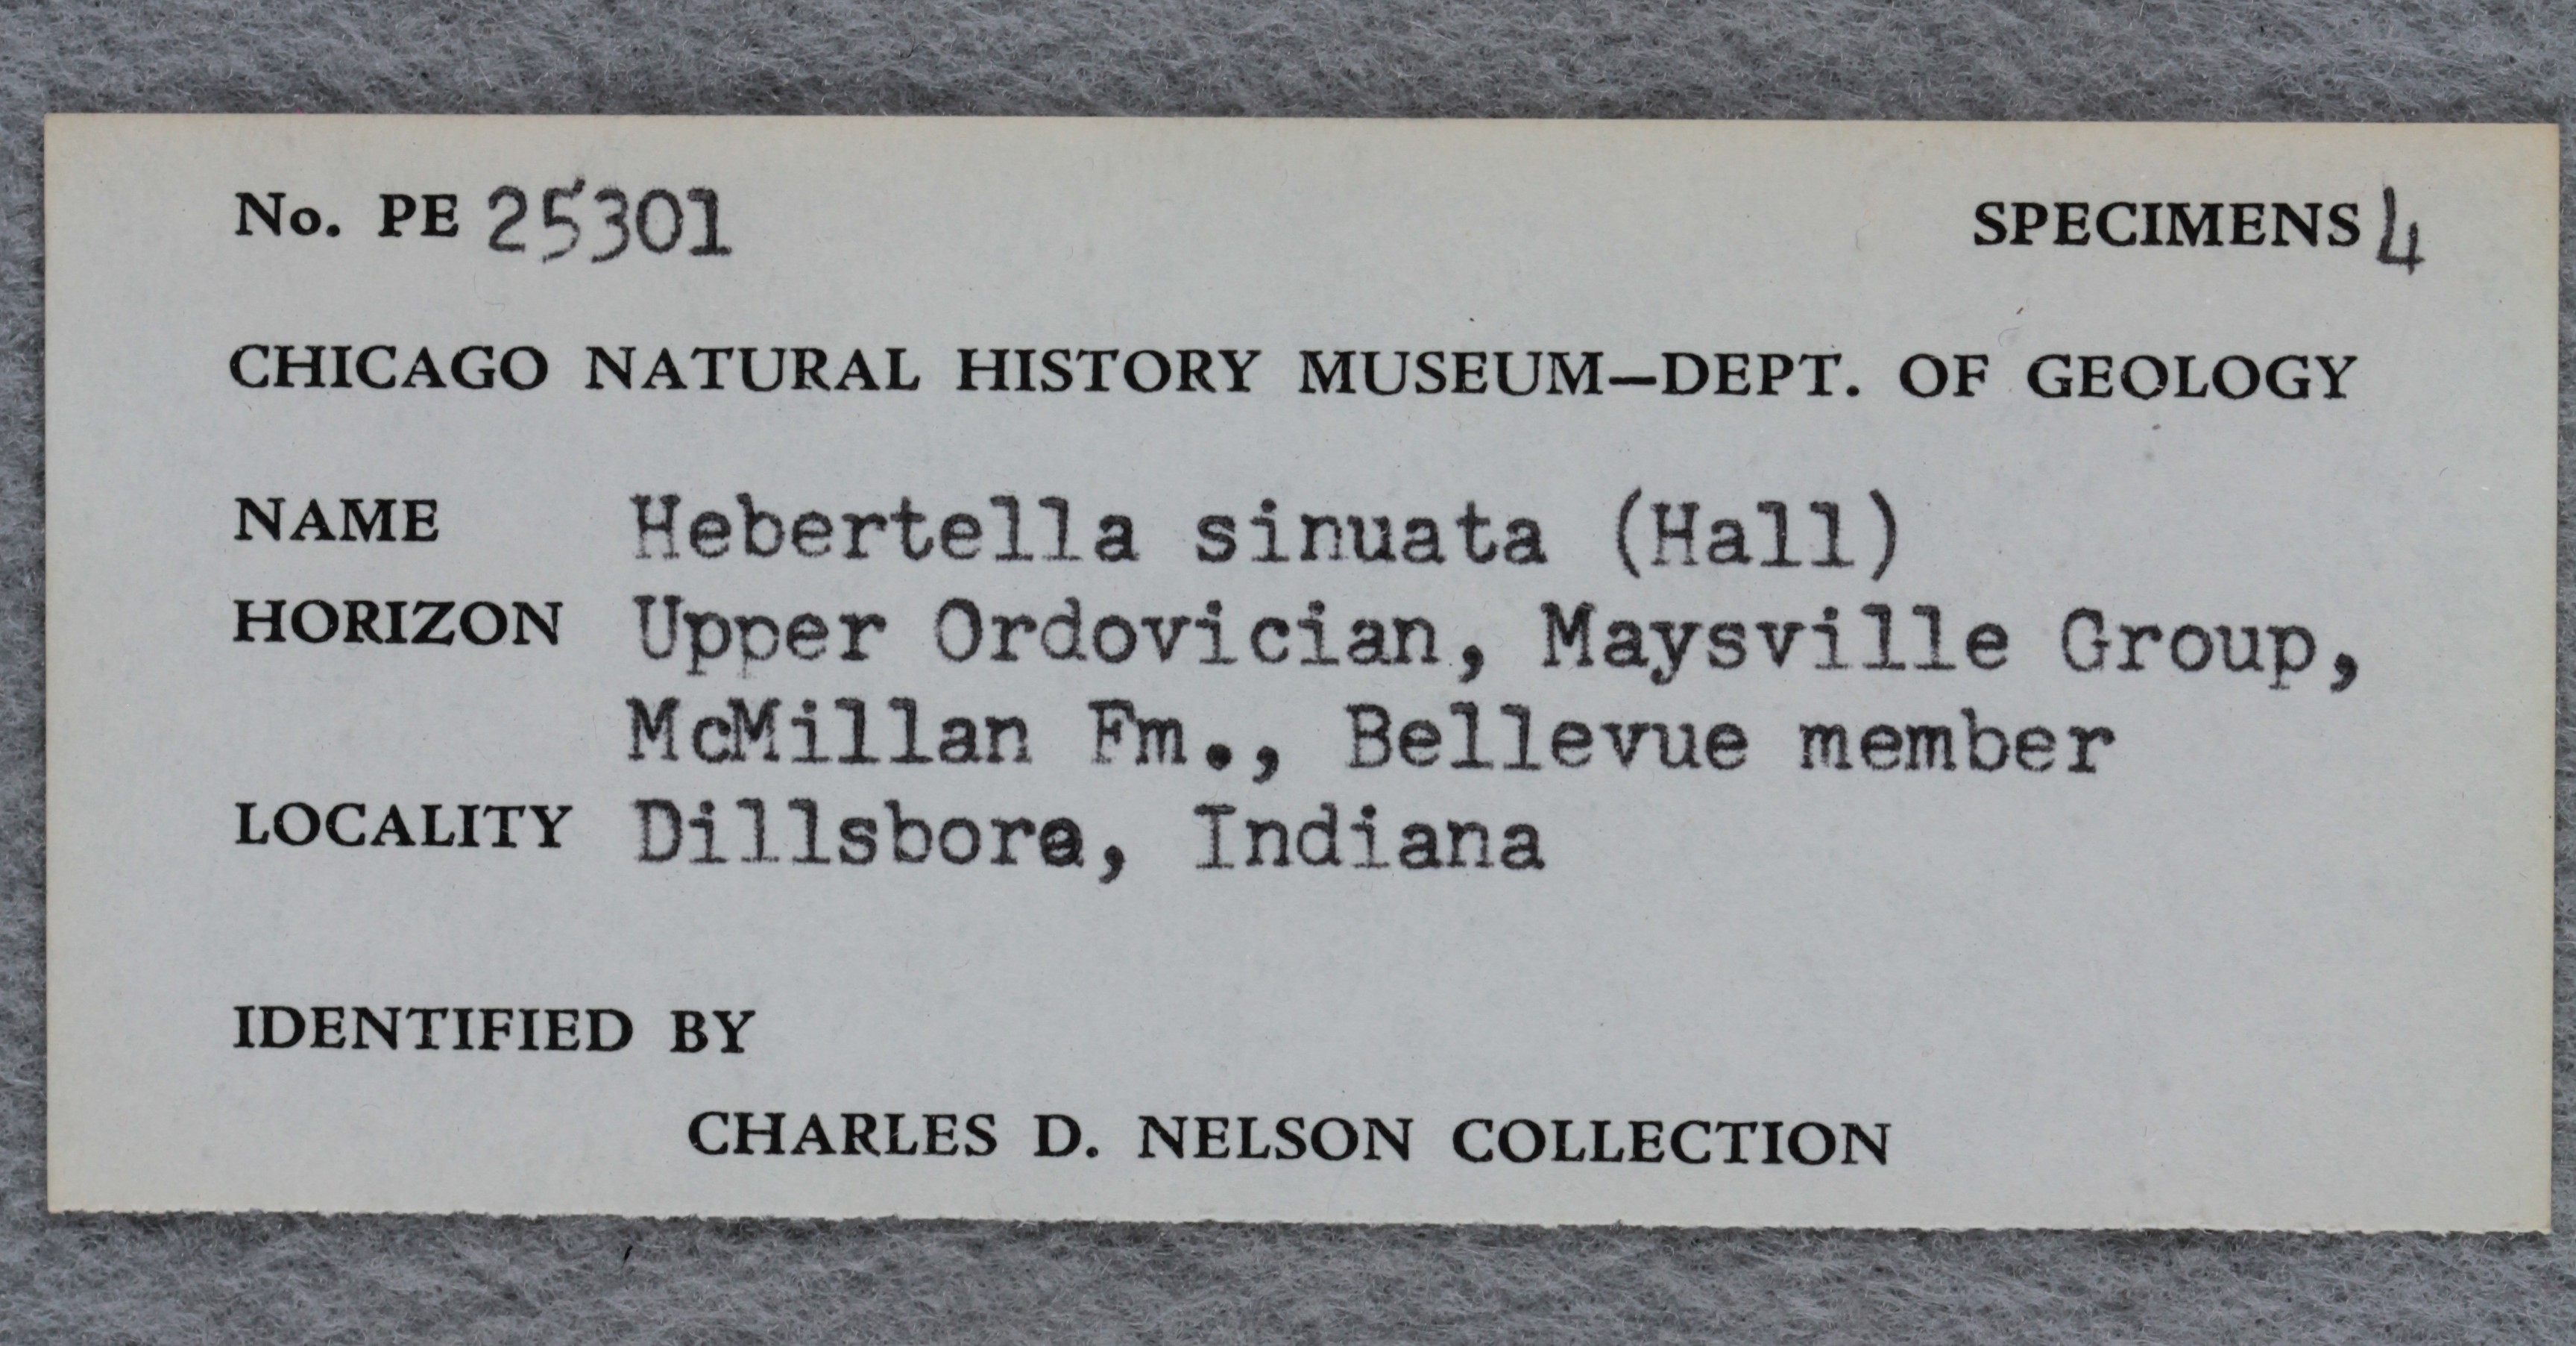 No. PE 25301 SPECIMENS 4
CHICAGO NATURAL HISTORY MUSEUM—DEPT. OF GEOLOGY
NAME Hebertella sinuata (Hall)
HORIZON Upper Ordovician, Maysville Group,
McMillan Fm., Bellevue member
LOCALITY Dillsboro, Indiana
IDENTIFIED BY
CHARLES D. NELSON COLLECTION